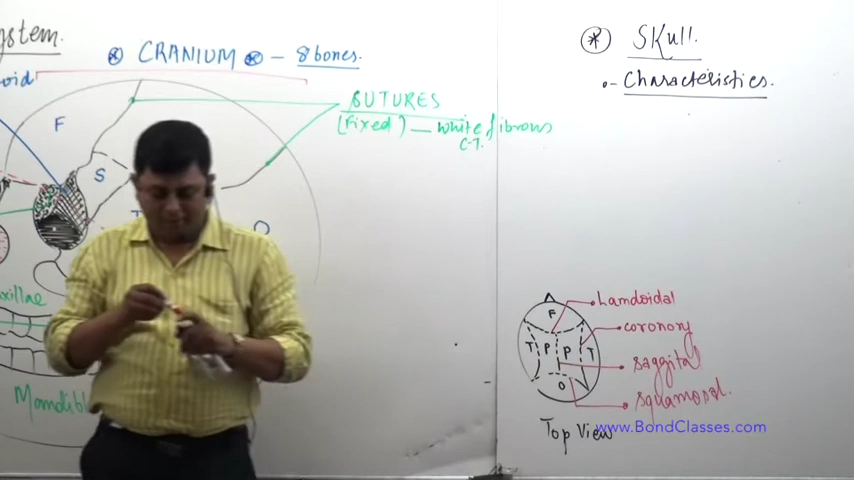 ystem.
⊛ CRANIUM ⊛ - 8 bones.
oid
F
S
O
SUTURES
(Fixed) — white fibrous
C.T.
xillae
Mandibl
⊛ Skull.
•- Characteristics.
F
T P P T
O
Lamdoidal
coronory
saggital
squamosal.
Top View
www.BondClasses.com